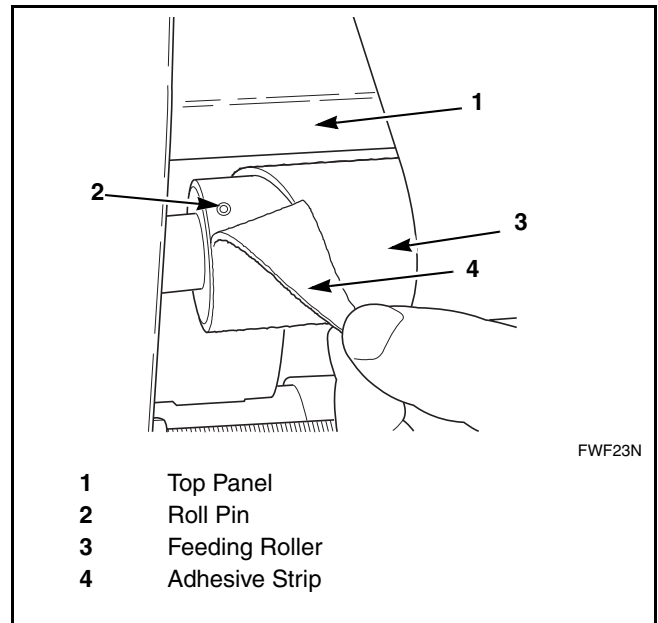 1
2
3
4
FWF23N
1 Top Panel
2 Roll Pin
3 Feeding Roller
4 Adhesive Strip